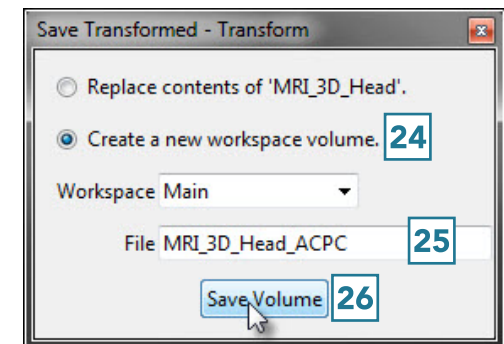 Save Transformed - Transform
Replace contents of 'MRI_3D_Head'.
Create a new workspace volume. 24
Workspace Main
File MRI_3D_Head_ACPC 25
Save Volume 26